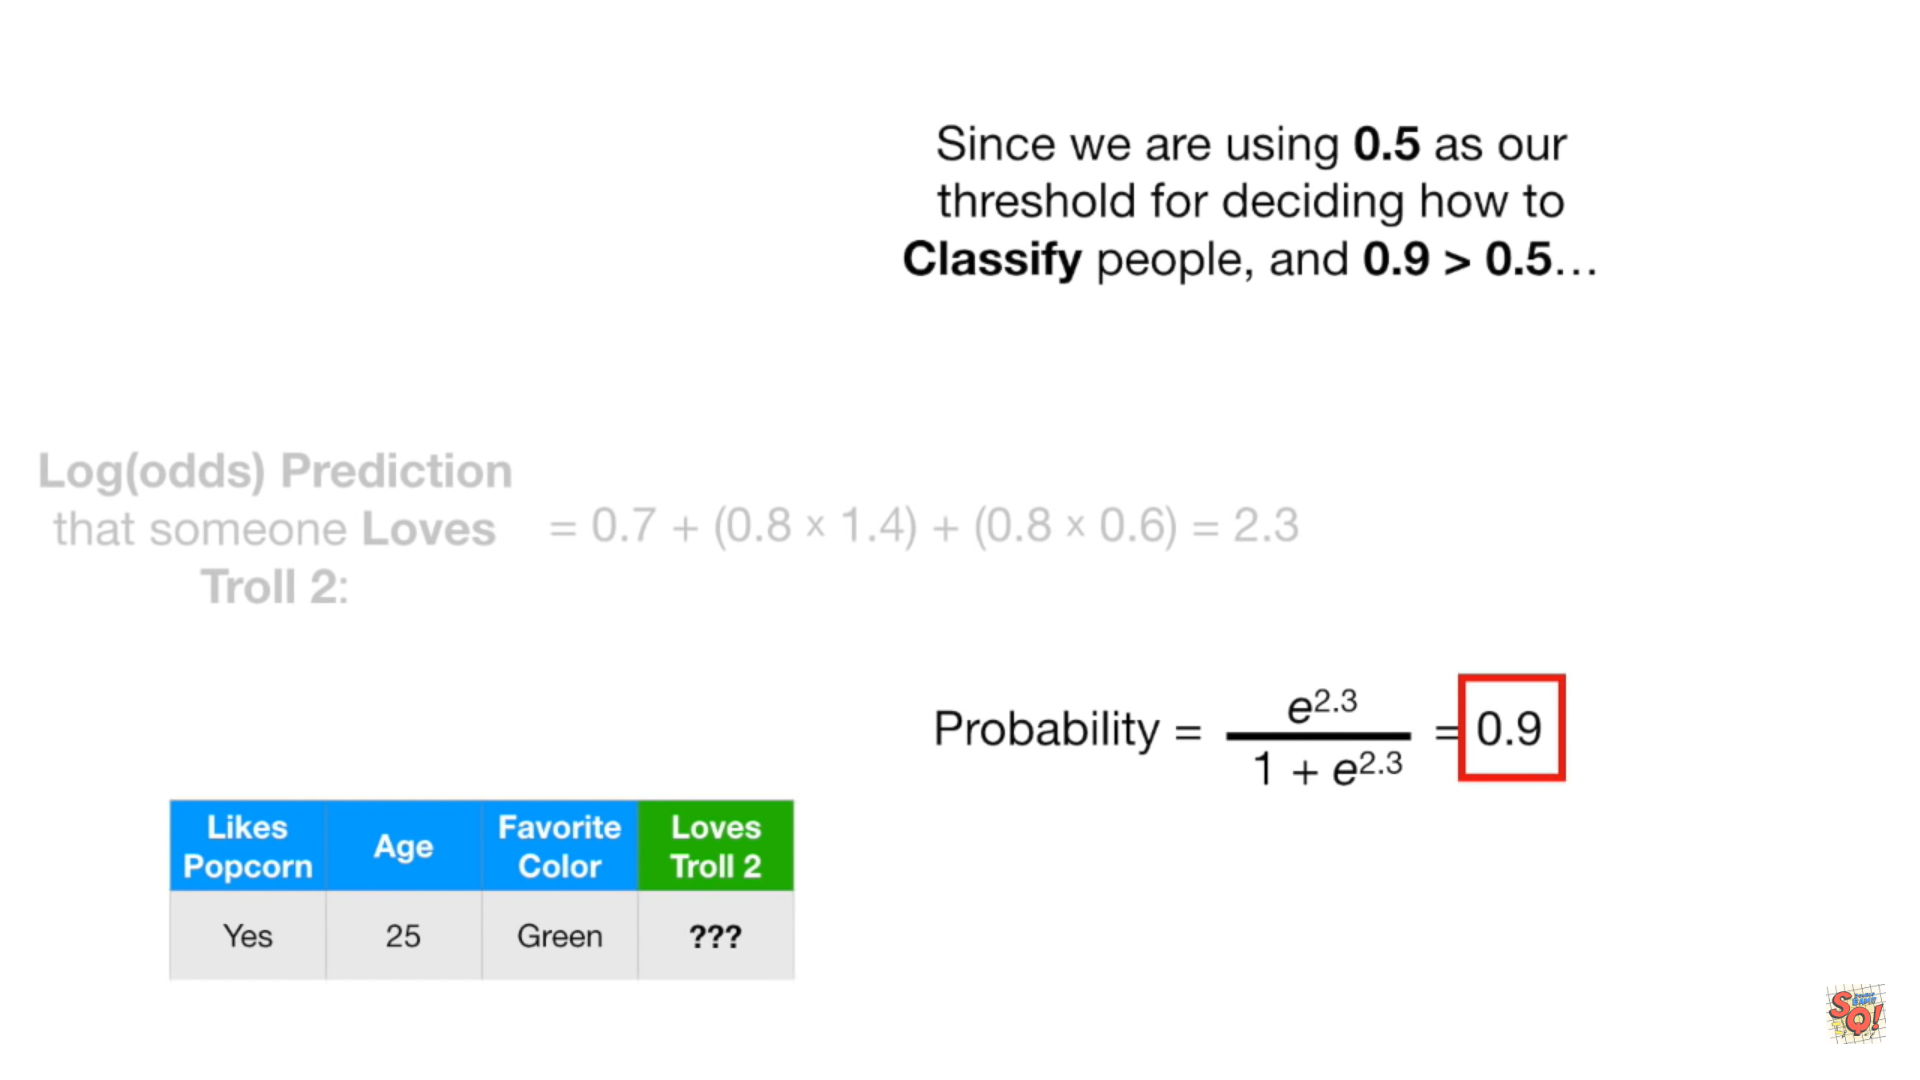 Since we are using 0.5 as our
threshold for deciding how to
Classify people, and 0.9 > 0.5...
Log(odds) Prediction
that someone Loves
Troll 2:
= 0.7 + (0.8 x 1.4) + (0.8 x 0.6) = 2.3
Probability = e^2.3 / (1 + e^2.3) = 0.9
Likes Popcorn Age Favorite Color Loves Troll 2
Yes 25 Green ???
SQ!